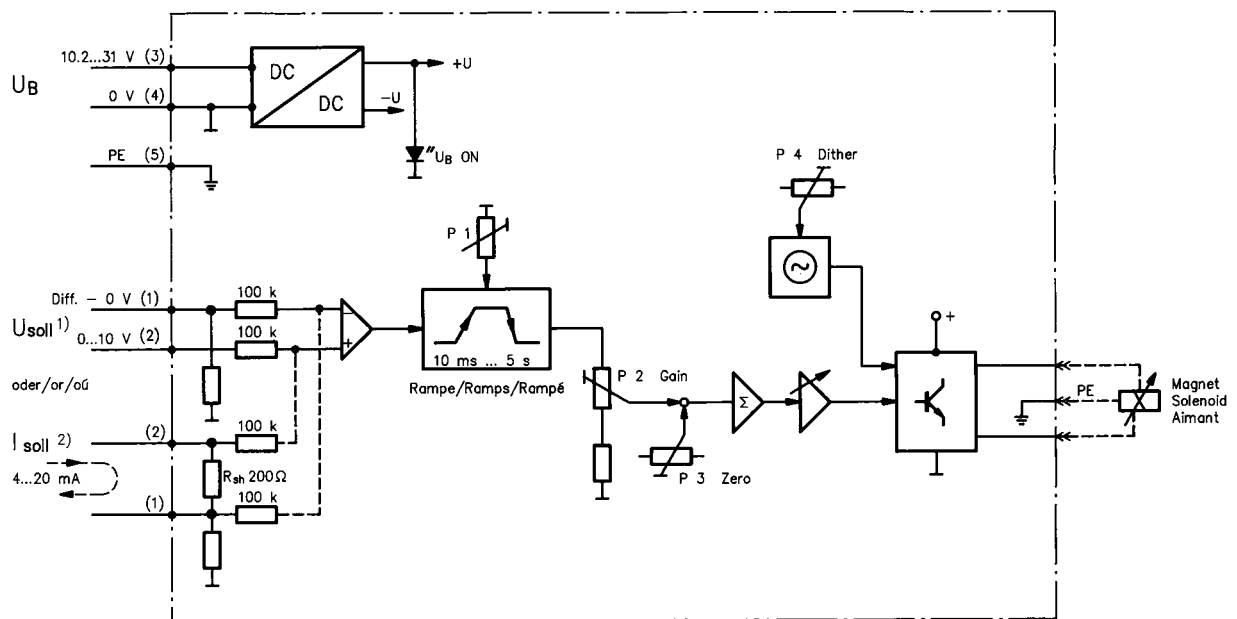 10.2...31 V (3)
U_B
0 V (4)
DC
DC
+U
-U
"U_B ON
PE (5)
P 4 Dither
P 1
Diff. - 0 V (1)
100 k
U_soll 1)
0...10 V (2)
100 k
-
+
10 ms ... 5 s
Rampe/Ramps/Rampé
oder/or/oú
P 2 Gain
Σ
P 3 Zero
+
PE
Magnet
Solenoid
Aimant
I_soll 2)
(2)
100 k
4...20 mA
R_sh 200Ω
(1)
100 k